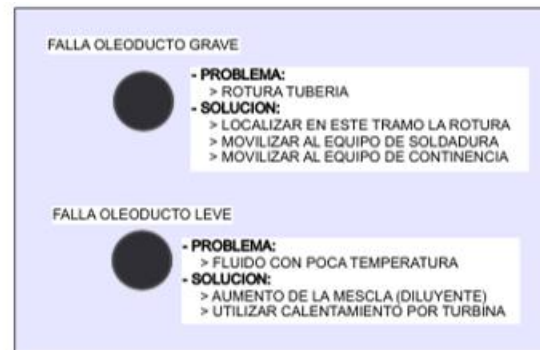 FALLA OLEODUCTO GRAVE
- PROBLEMA:
> ROTURA TUBERIA
- SOLUCION:
> LOCALIZAR EN ESTE TRAMO LA ROTURA
> MOVILIZAR AL EQUIPO DE SOLDADURA
> MOVILIZAR AL EQUIPO DE CONTINENCIA
FALLA OLEODUCTO LEVE
- PROBLEMA:
> FLUIDO CON POCA TEMPERATURA
- SOLUCION:
> AUMENTO DE LA MESCLA (DILUYENTE)
> UTILIZAR CALENTAMIENTO POR TURBINA